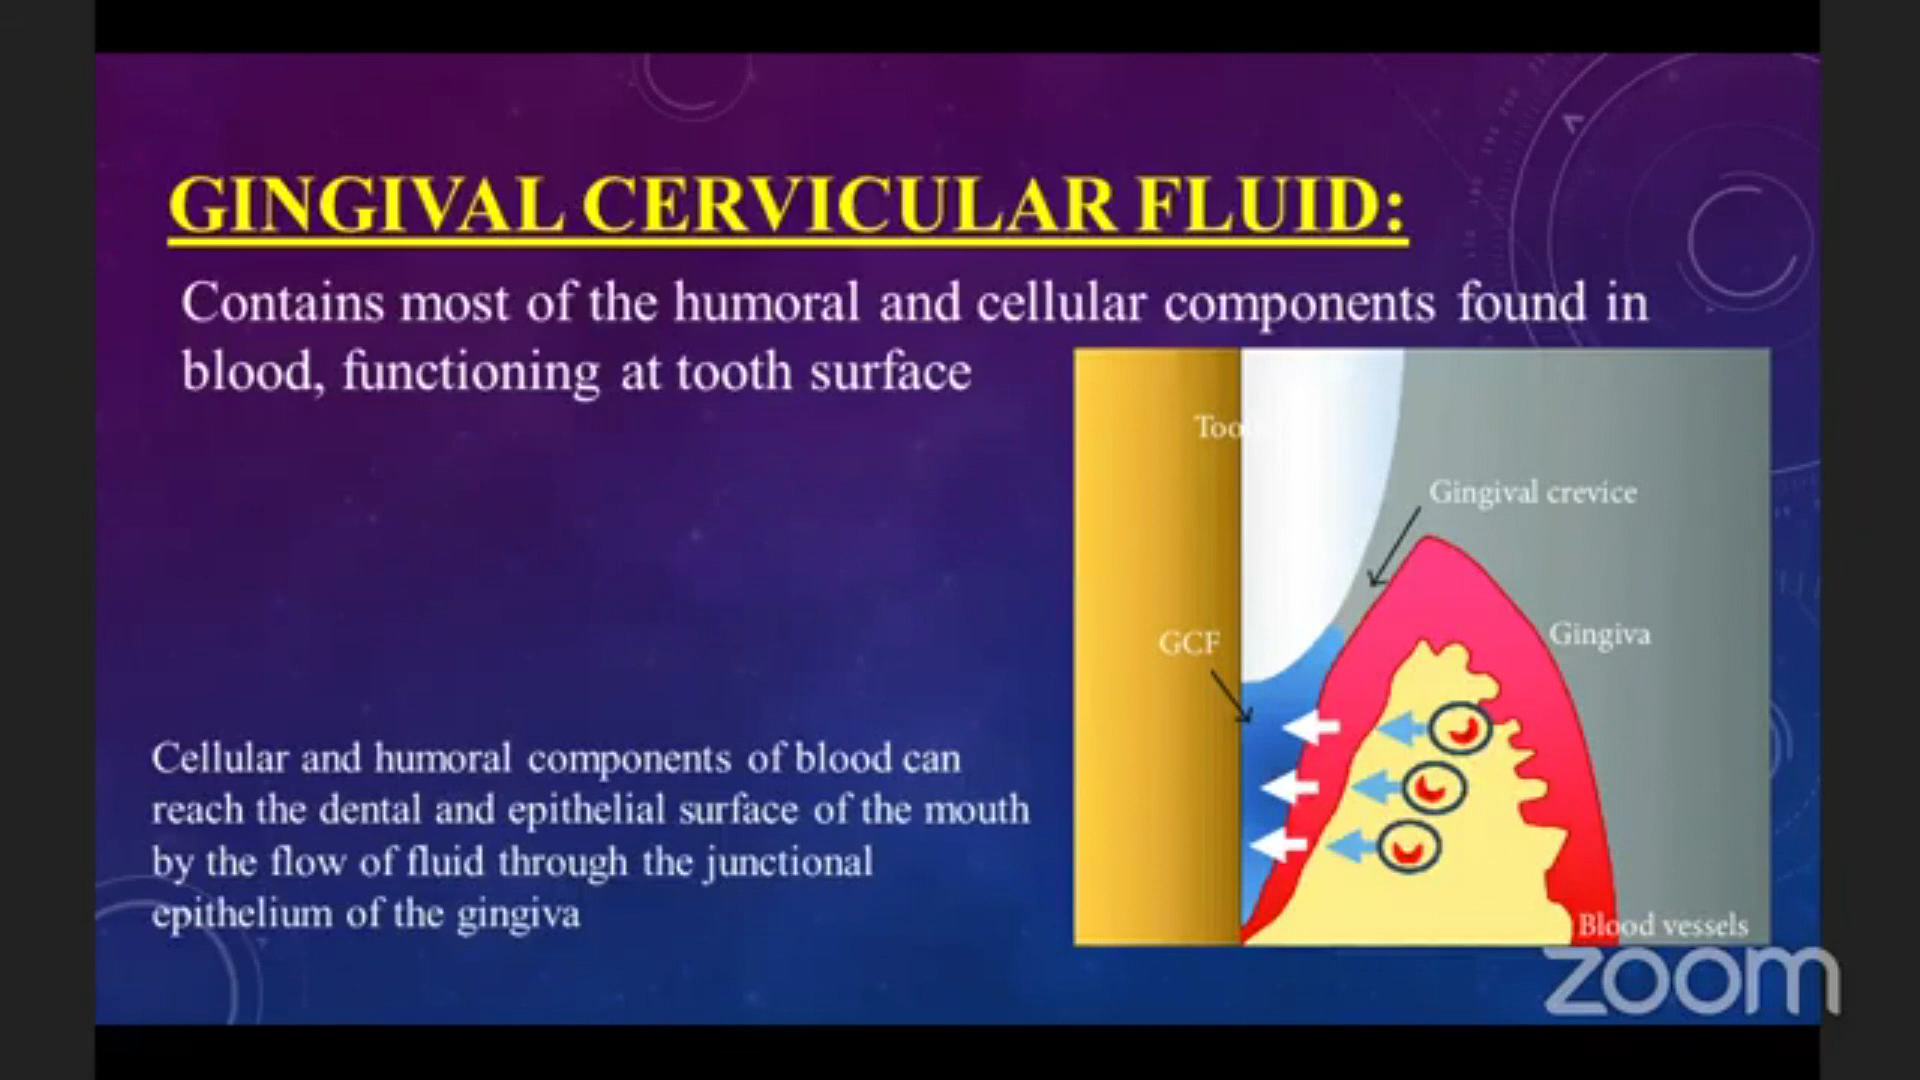 GINGIVAL CERVICULAR FLUID:
Contains most of the humoral and cellular components found in
blood, functioning at tooth surface
Gingival crevice
GCF
Gingiva
Cellular and humoral components of blood can
reach the dental and epithelial surface of the mouth
by the flow of fluid through the junctional
epithelium of the gingiva
Blood vessels
zoom